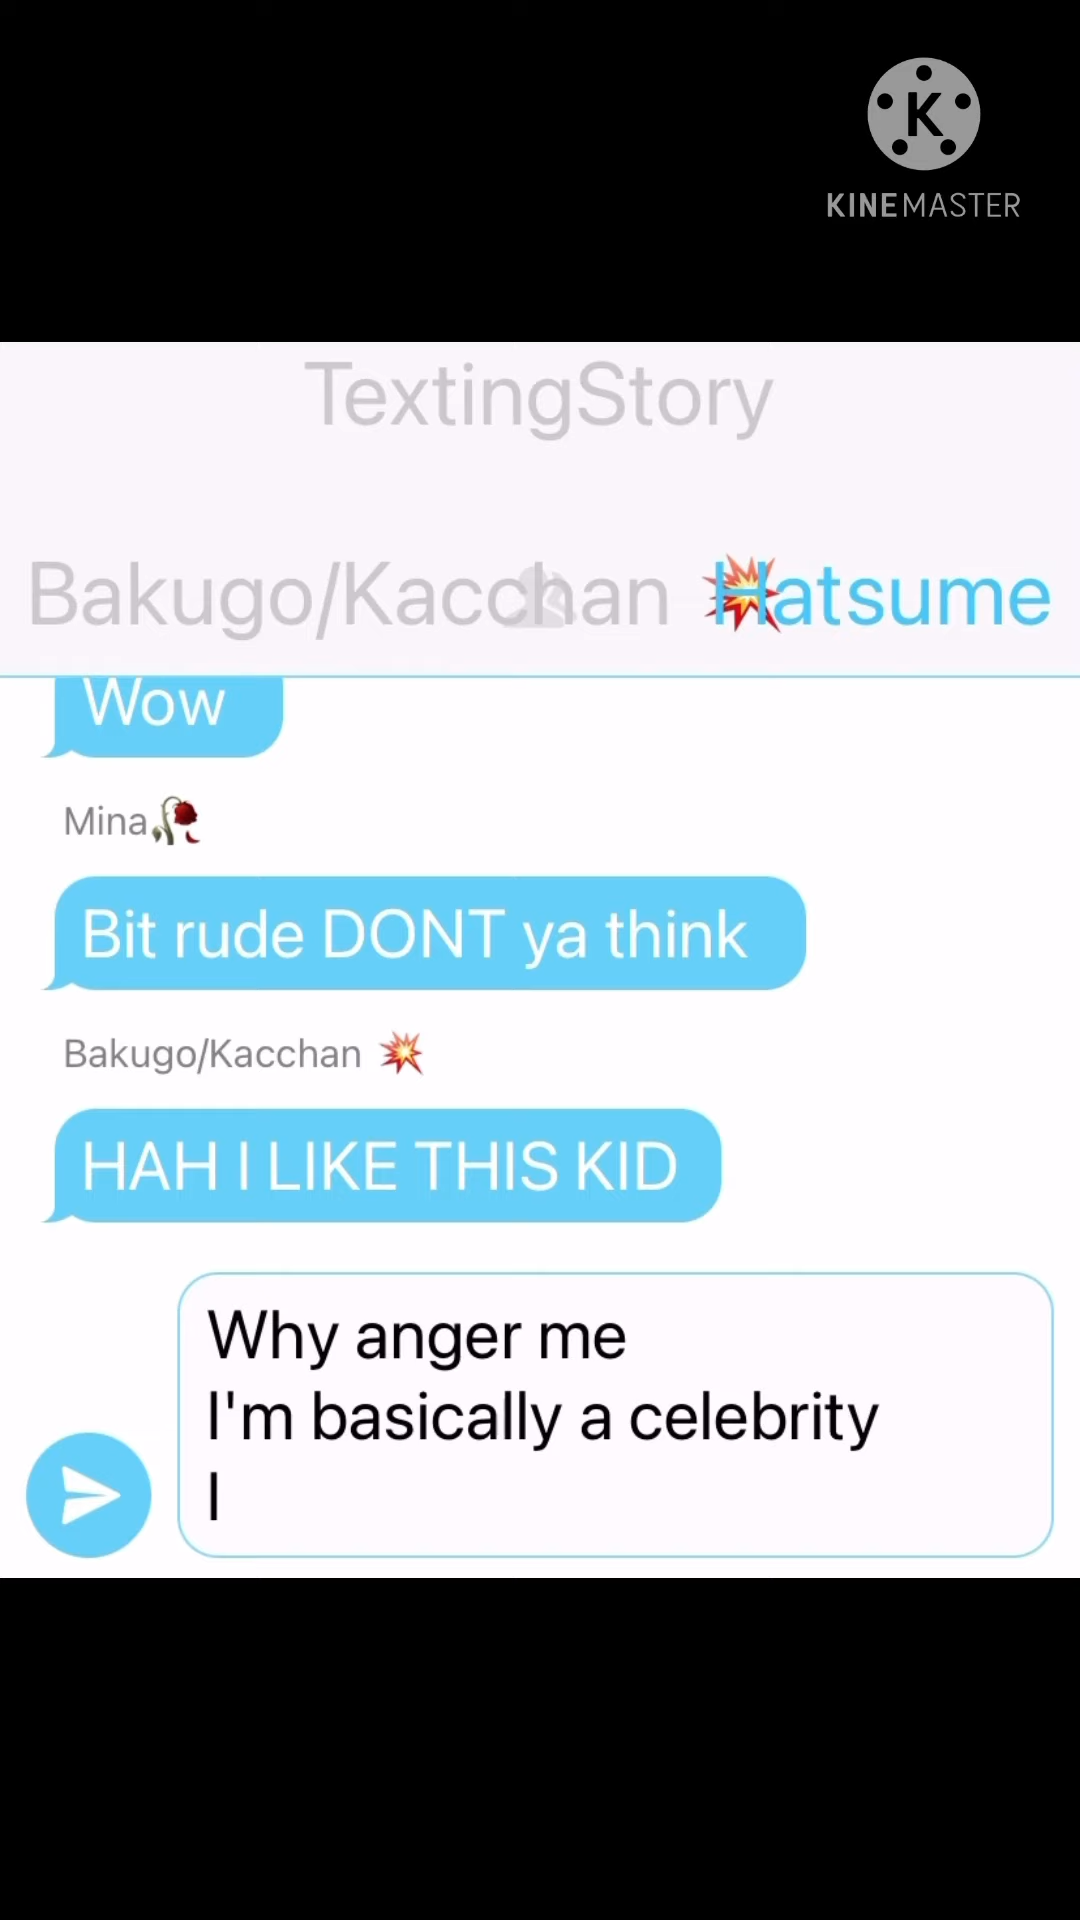 K
KINEMASTER
TextingStory
Bakugo/Kacchan 💥 Hatsume
Wow
Mina🥀
Bit rude DONT ya think
Bakugo/Kacchan 💥
HAH I LIKE THIS KID
Why anger me
I'm basically a celebrity